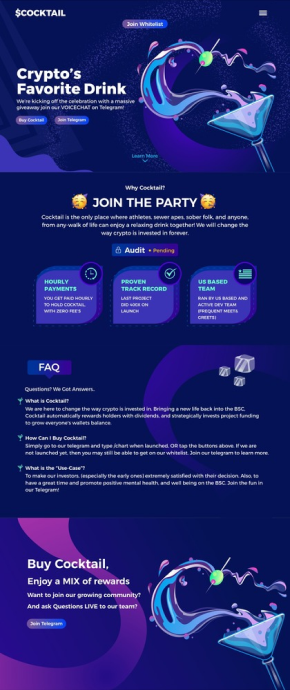 $COCKTAIL
Join Whitelist
Crypto's
Favorite Drink
We're kicking off the celebration with a massive
giveaway join our VOICECHAT on Telegram!
Buy Cocktail
Join Telegram
Learn More
Why Cocktail?
JOIN THE PARTY
Cocktail is the only place where athletes, sewer apes, sober folk, and anyone,
from any walk of life can enjoy a relaxing drink together! We will change the
way crypto is invested in forever.
Audit • Pending
HOURLY
PAYMENTS
YOU GET PAID HOURLY
TO HOLD COCKTAIL
WITH ZERO FEE'S
PROVEN
TRACK RECORD
LAST PROJECT
DID 400X ON
LAUNCH
US BASED
TEAM
RAN BY US BASED AND
ACTIVE DEV TEAM
(FREQUENT MEETS
GREETS)
FAQ
Questions? We Got Answers.
What is Cocktail?
We are here to change the way crypto is invested in. Bringing a new life back into the BSC.
Cocktail automatically rewards holders with dividends, and strategically invests project funding
to grow everyone's wallets balance.
How Can I Buy Cocktail?
Simply go to our telegram and type /chart when launched, OR tap the buttons above. If we are
not launched yet, then you may still be able to get on our whitelist. Join our telegram to learn more.
What is the "Use-Case"?
To make our investors, (especially the early ones) extremely satisfied with their decision. Also, to
have a great time and promote positive mental health, and well being on the BSC. Join the fun in
our Telegram!
Buy Cocktail,
Enjoy a MIX of rewards
Want to join our growing community?
And ask Questions LIVE to our team?
Join Telegram